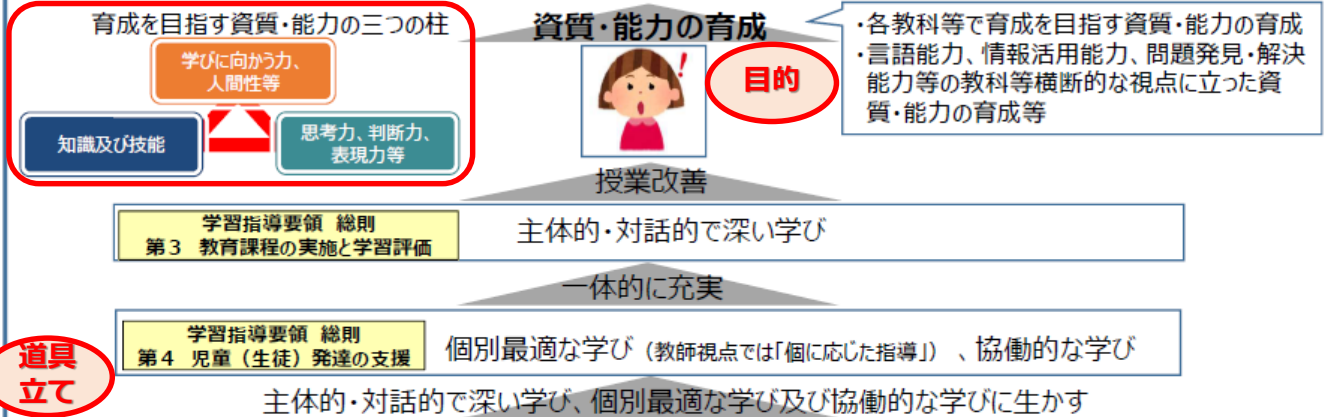 育成を目指す資質・能力の三つの柱
学びに向かう力、
人間性等
知識及び技能
思考力、判断力、
表現力等
資質・能力の育成
目的
・各教科等で育成を目指す資質・能力の育成
・言語能力、情報活用能力、問題発見・解決
能力等の教科等横断的な視点に立った資
質・能力の育成等
授業改善
学習指導要領 総則
第3 教育課程の実施と学習評価
主体的・対話的で深い学び
一体的に充実
道具
立て
学習指導要領 総則
第4 児童（生徒）発達の支援
個別最適な学び（教師視点では「個に応じた指導」）、協働的な学び
主体的・対話的で深い学び、個別最適な学び及び協働的な学びに生かす